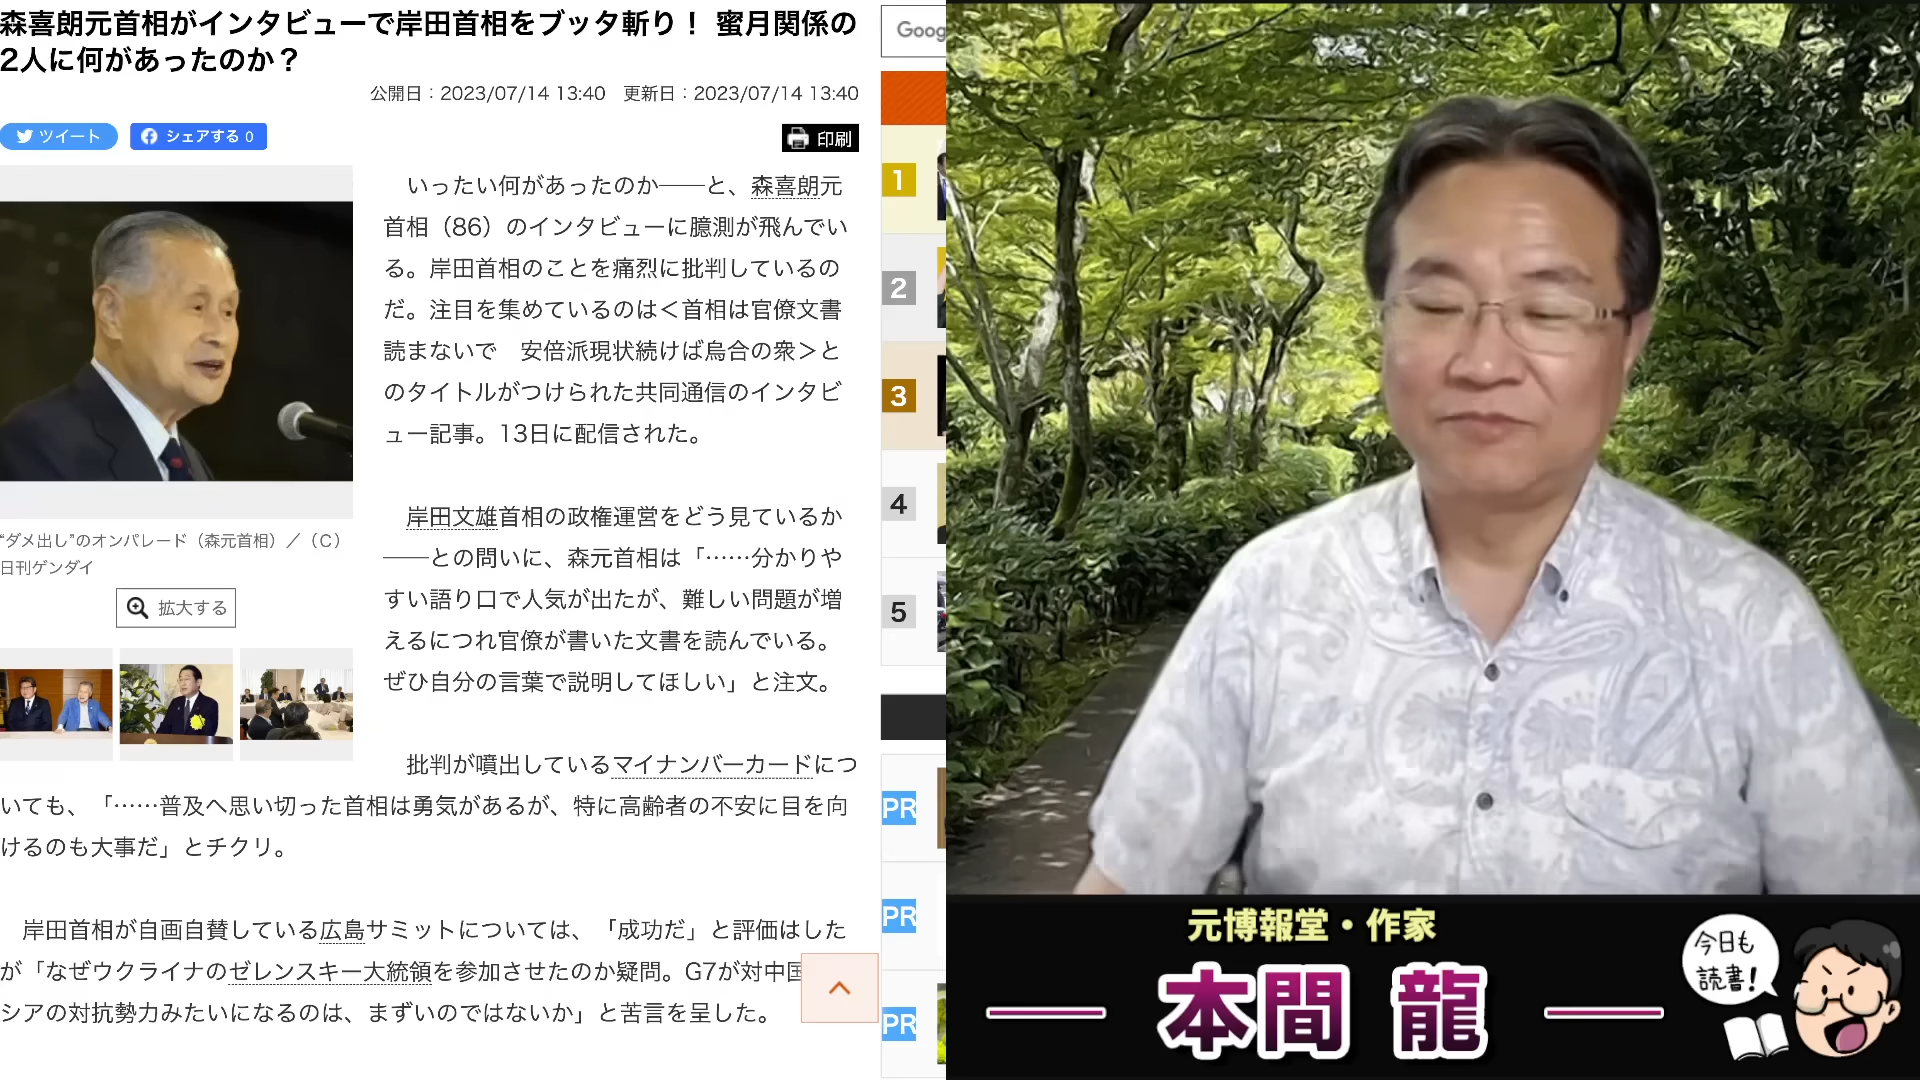 森喜朗元首相がインタビューで岸田首相をブッタ斬り！ 蜜月関係の
2人に何があったのか？
公開日：2023/07/14 13:40　更新日：2023/07/14 13:40
ツイート
シェアする 0
印刷
いったい何があったのか――と、森喜朗元
首相（86）のインタビューに臆測が飛んでい
る。岸田首相のことを痛烈に批判しているの
だ。注目を集めているのは＜首相は官僚文書
読まないで　安倍派現状続けば烏合の衆＞と
のタイトルがつけられた共同通信のインタビ
ュー記事。13日に配信された。
岸田文雄首相の政権運営をどう見ているか
――との問いに、森元首相は「……分かりや
すい語り口で人気が出たが、難しい問題が増
えるにつれ官僚が書いた文書を読んでいる。
ぜひ自分の言葉で説明してほしい」と注文。
批判が噴出しているマイナンバーカードにつ
いても、「……普及へ思い切った首相は勇気があるが、特に高齢者の不安に目を向
けるのも大事だ」とチクリ。
岸田首相が自画自賛している広島サミットについては、「成功だ」と評価はした
が「なぜウクライナのゼレンスキー大統領を参加させたのか疑問。G7が対中国
シアの対抗勢力みたいになるのは、まずいのではないか」と苦言を呈した。
“ダメ出し”のオンパレード（森元首相）／（C）
日刊ゲンダイ
拡大する
Goog
1
2
3
4
5
PR
PR
PR
元博報堂・作家
本間 龍
今日も
読書！